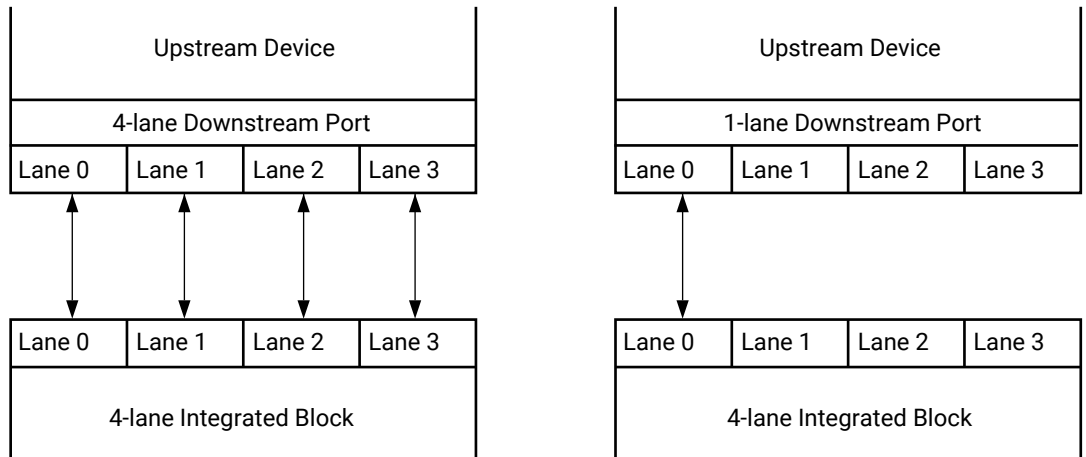 Upstream Device
4-lane Downstream Port
Lane 0 Lane 1 Lane 2 Lane 3
Lane 0 Lane 1 Lane 2 Lane 3
4-lane Integrated Block
Upstream Device
1-lane Downstream Port
Lane 0 Lane 1 Lane 2 Lane 3
Lane 0 Lane 1 Lane 2 Lane 3
4-lane Integrated Block